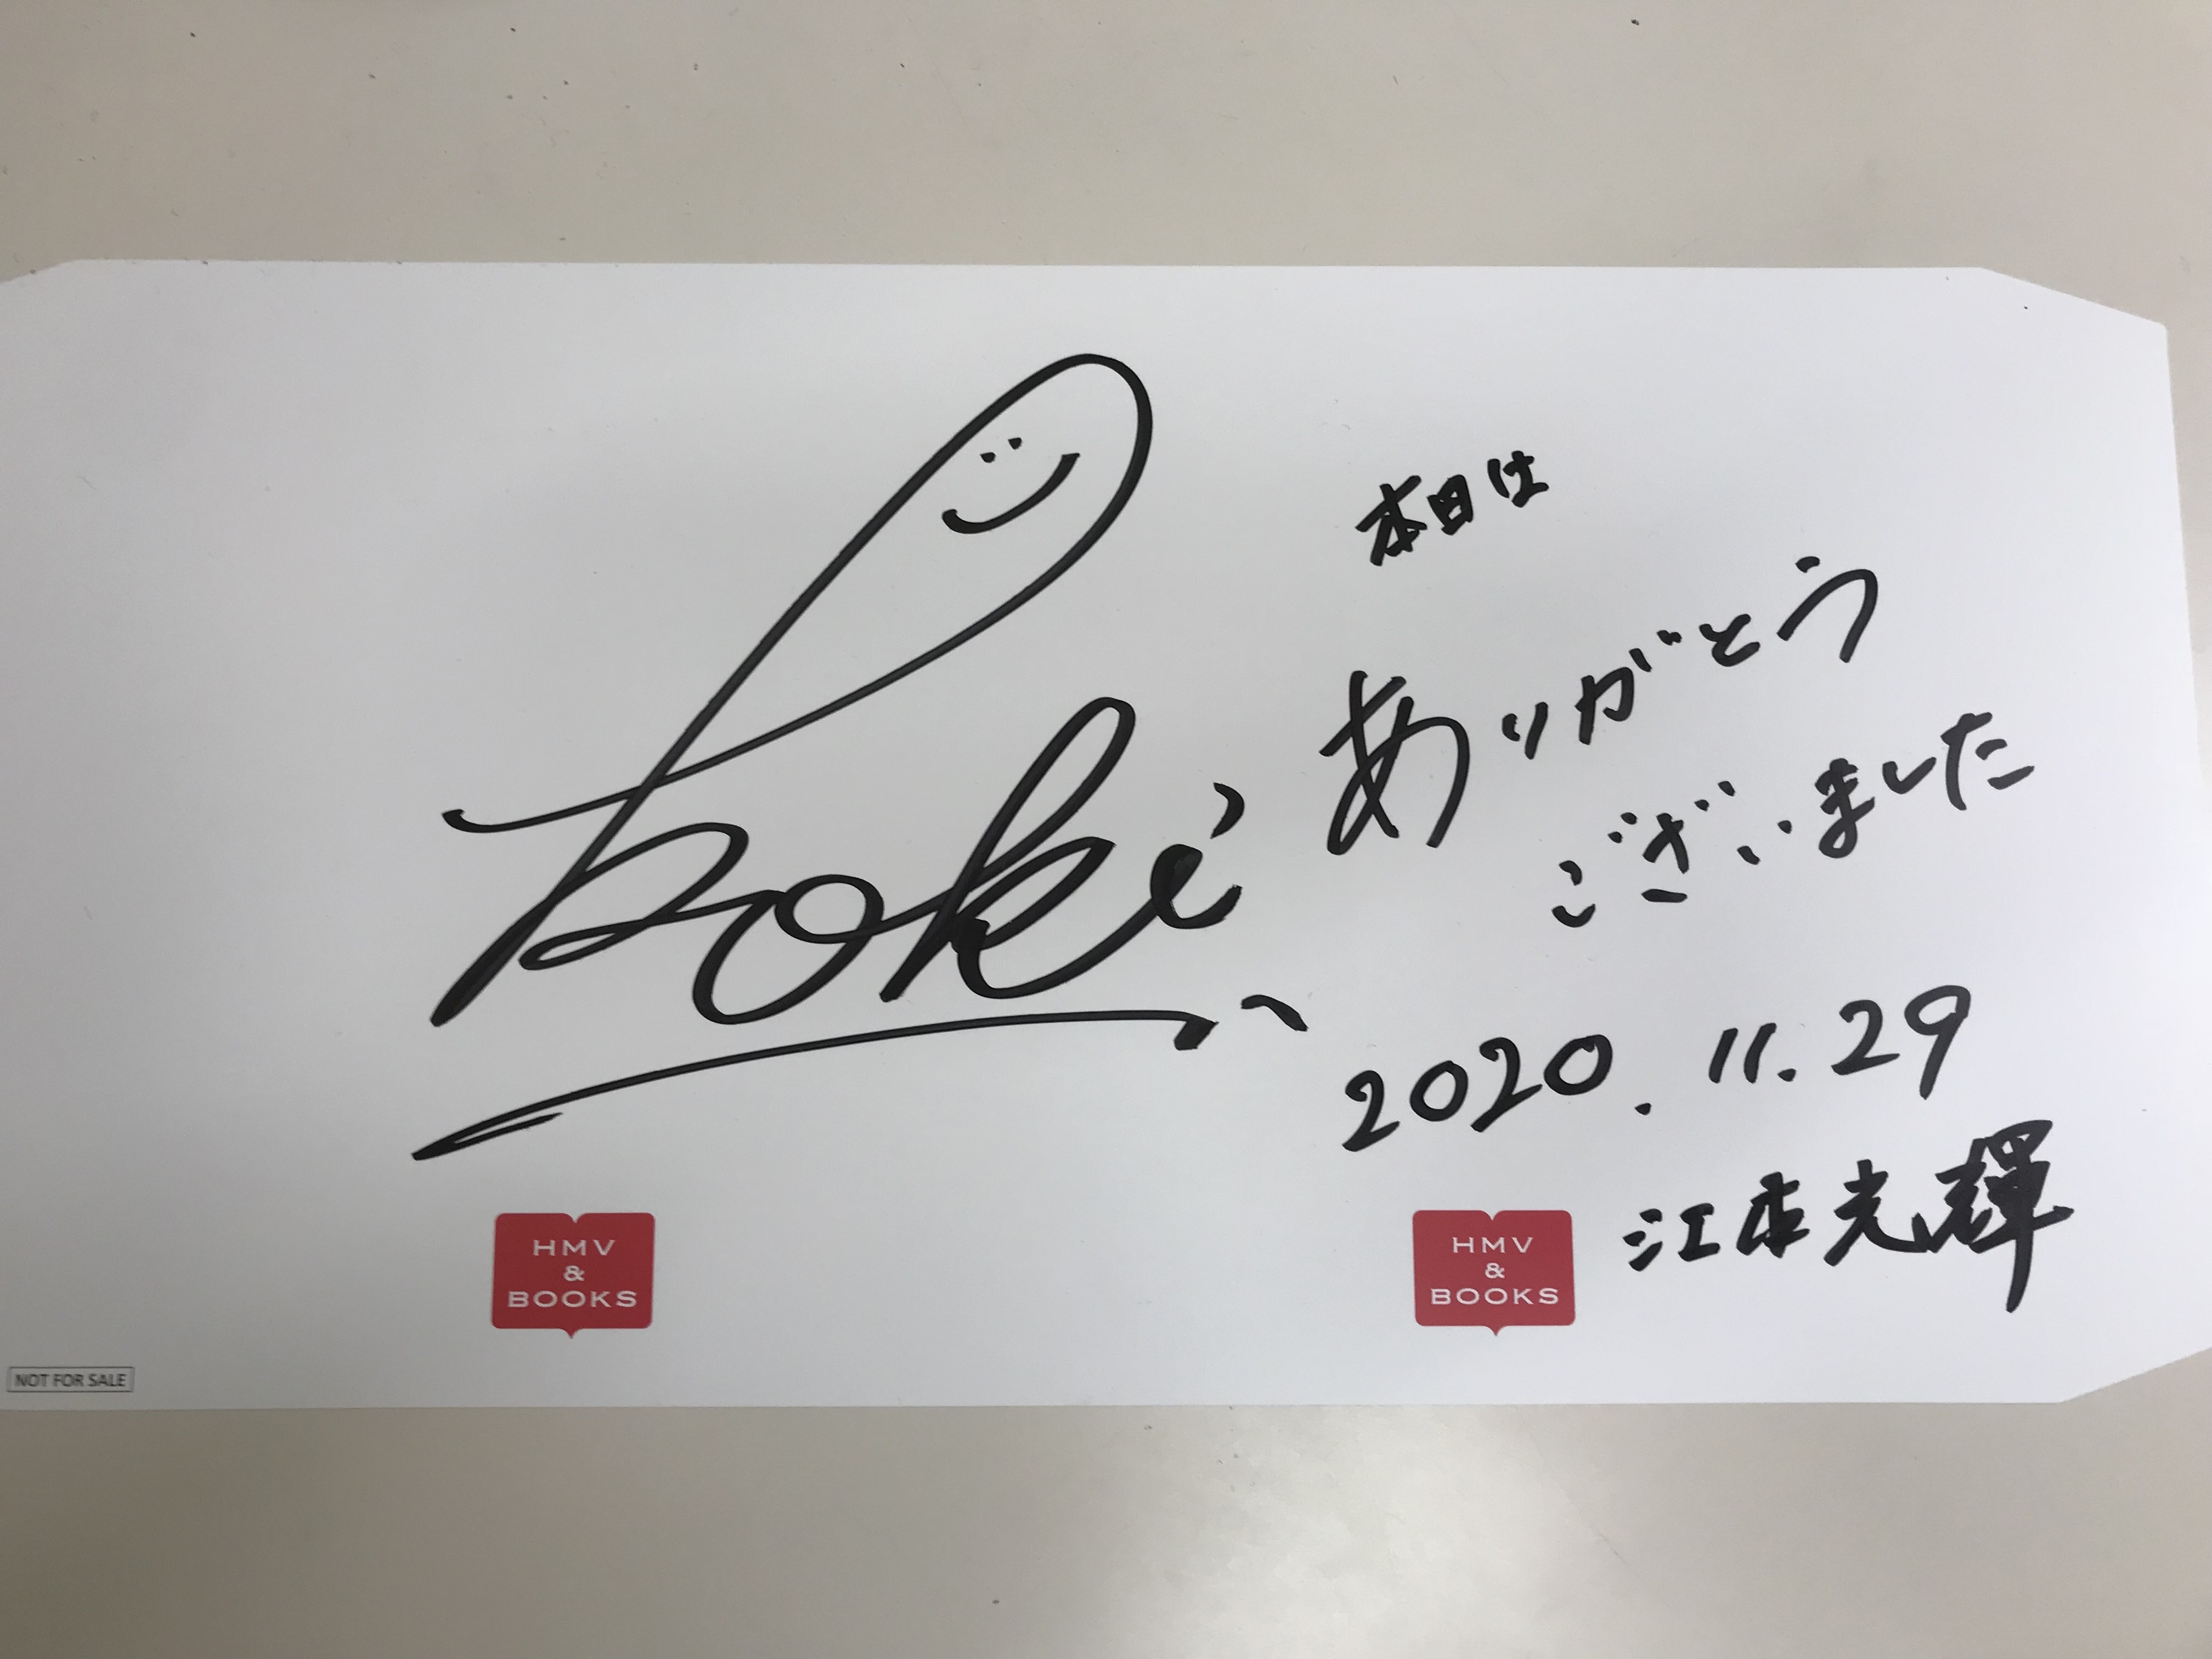 Koki
本日は
ありがとう
ございました
2020.11.29
江本光輝
HMV
&
BOOKS
HMV
&
BOOKS
NOT FOR SALE